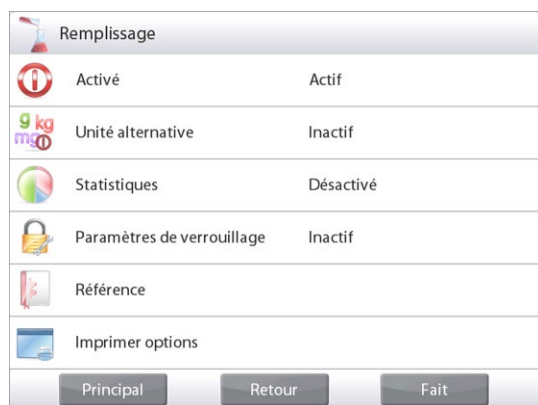 Remplissage
Activé Actif
g kg
mg
Unité alternative Inactif
Statistiques Désactivé
Paramètres de verrouillage Inactif
Référence
Imprimer options
Principal Retour Fait